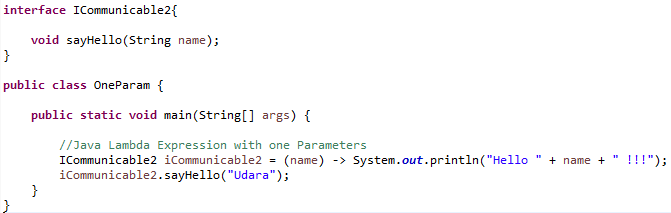 interface ICommunicable2{
void sayHello(String name);
}
public class OneParam {
public static void main(String[] args) {
//Java Lambda Expression with one Parameters
ICommunicable2 iCommunicable2 = (name) -> System.out.println("Hello " + name + " !!!");
iCommunicable2.sayHello("Udara");
}
}